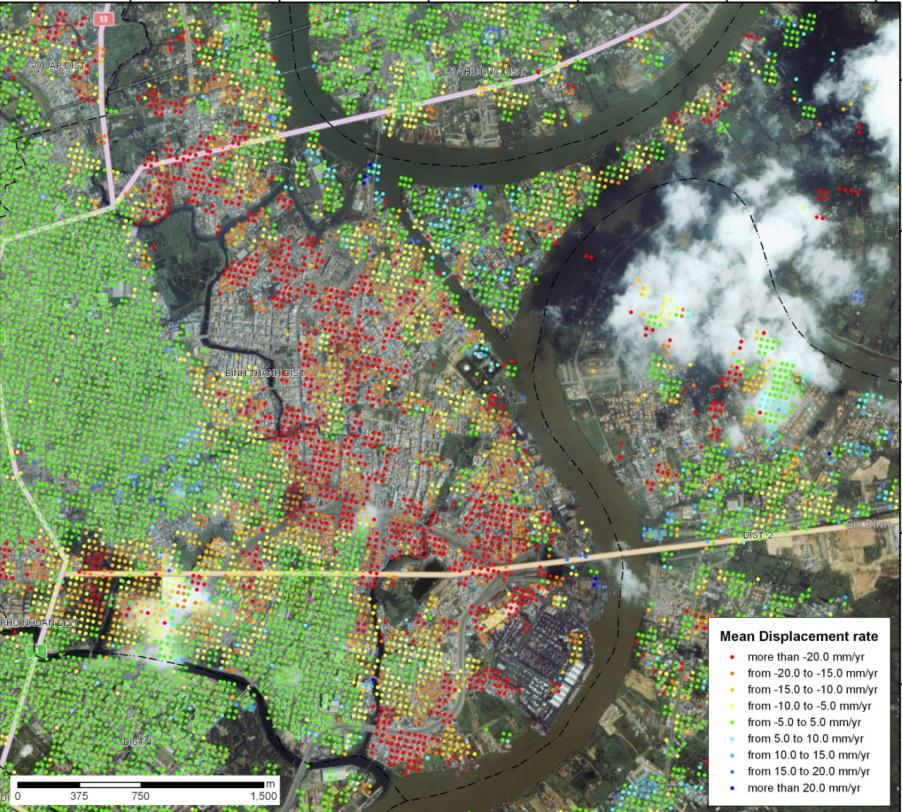 13
GO VAP DIST.
THU DUC DIST.
BINH THANH DIST.
DIST 2
PHU NHUAN DIST.
DIST 1
Mean Displacement rate
more than -20.0 mm/yr
from -20.0 to -15.0 mm/yr
from -15.0 to -10.0 mm/yr
from -10.0 to -5.0 mm/yr
from -5.0 to 5.0 mm/yr
from 5.0 to 10.0 mm/yr
from 10.0 to 15.0 mm/yr
from 15.0 to 20.0 mm/yr
more than 20.0 mm/yr
m
0 375 750 1,500